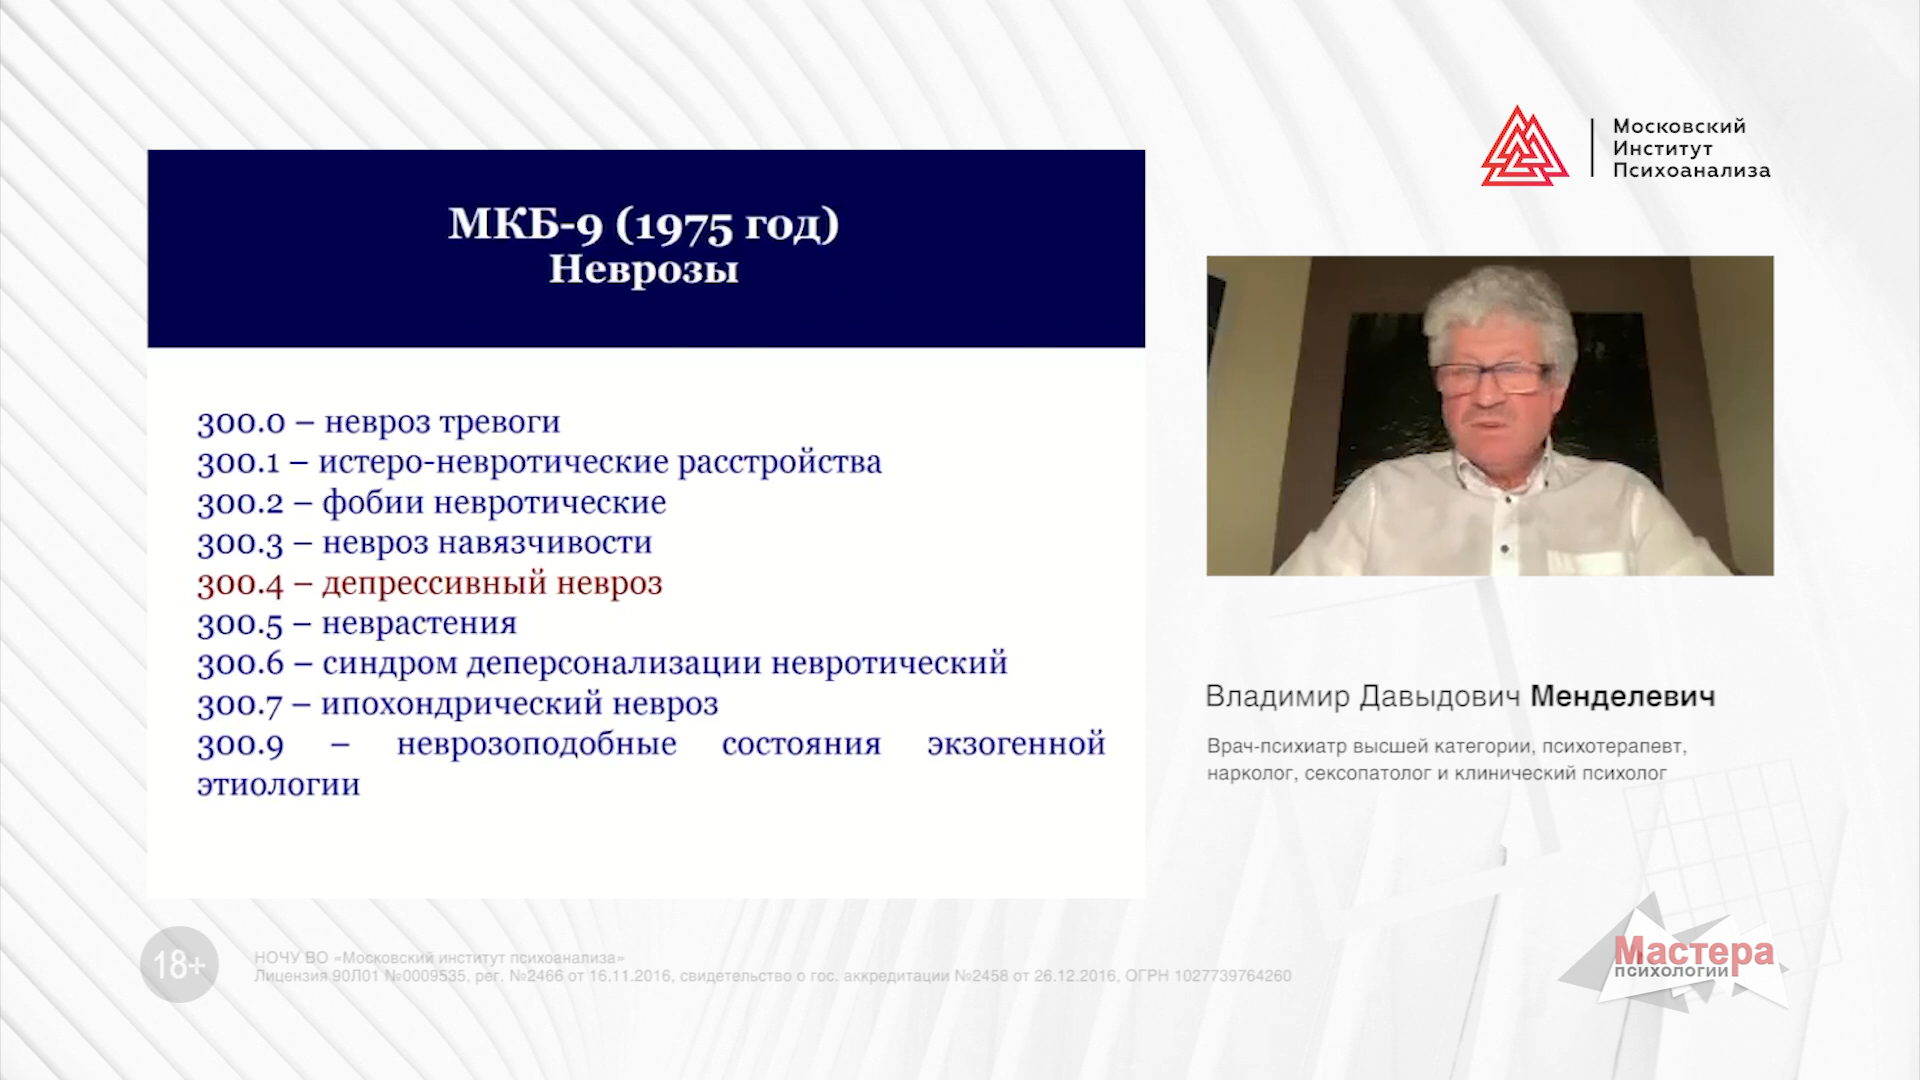 Московский
Институт
Психоанализа
МКБ-9 (1975 год)
Неврозы
300.0 – невроз тревоги
300.1 – истеро-невротические расстройства
300.2 – фобии невротические
300.3 – невроз навязчивости
300.4 – депрессивный невроз
300.5 – неврастения
300.6 – синдром деперсонализации невротический
300.7 – ипохондрический невроз
300.9 – неврозоподобные состояния экзогенной
этиологии
Владимир Давыдович Менделевич
Врач-психиатр высшей категории, психотерапевт,
нарколог, сексопатолог и клинический психолог
18+
НОЧУ ВО «Московский институт психоанализа»
Лицензия 90Л01 №0009535, рег. №2466 от 16.11.2016, свидетельство о гос. аккредитации №2458 от 26.12.2016, ОГРН 1027739764260
Мастера
психологии